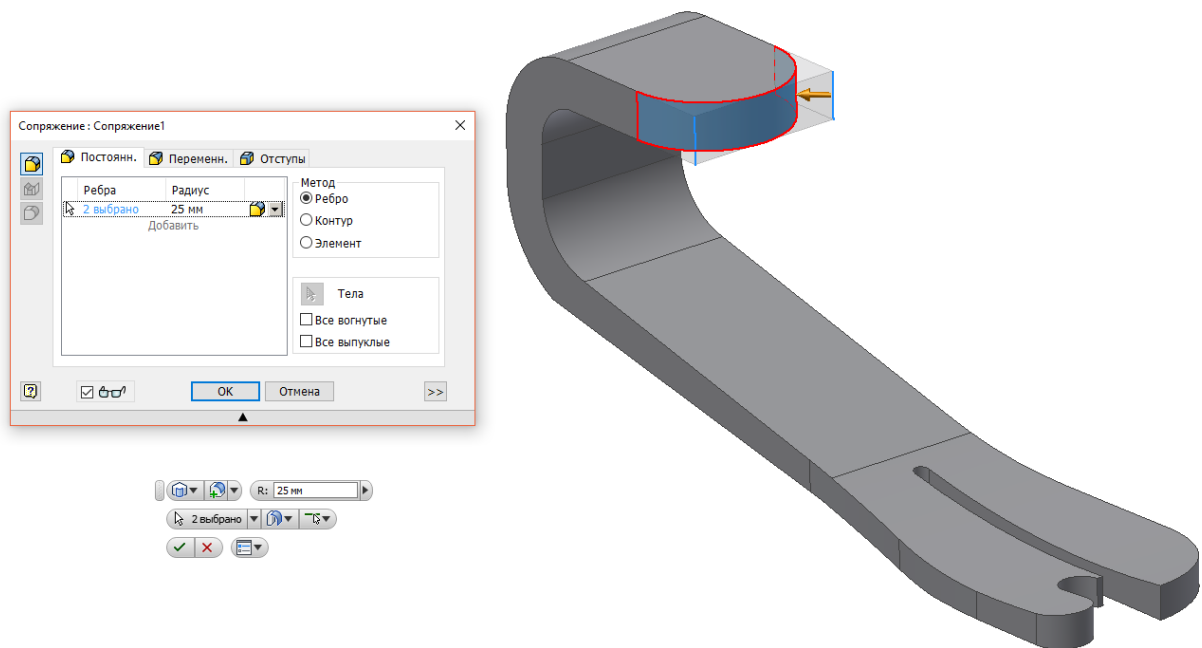 Сопряжение : Сопряжение1
Постоянн. Переменн. Отступы
Ребра Радиус
2 выбрано 25 мм
Добавить
Метод
Ребро
Контур
Элемент
Тела
Все вогнутые
Все выпуклые
OK Отмена >>
R: 25 мм
2 выбрано